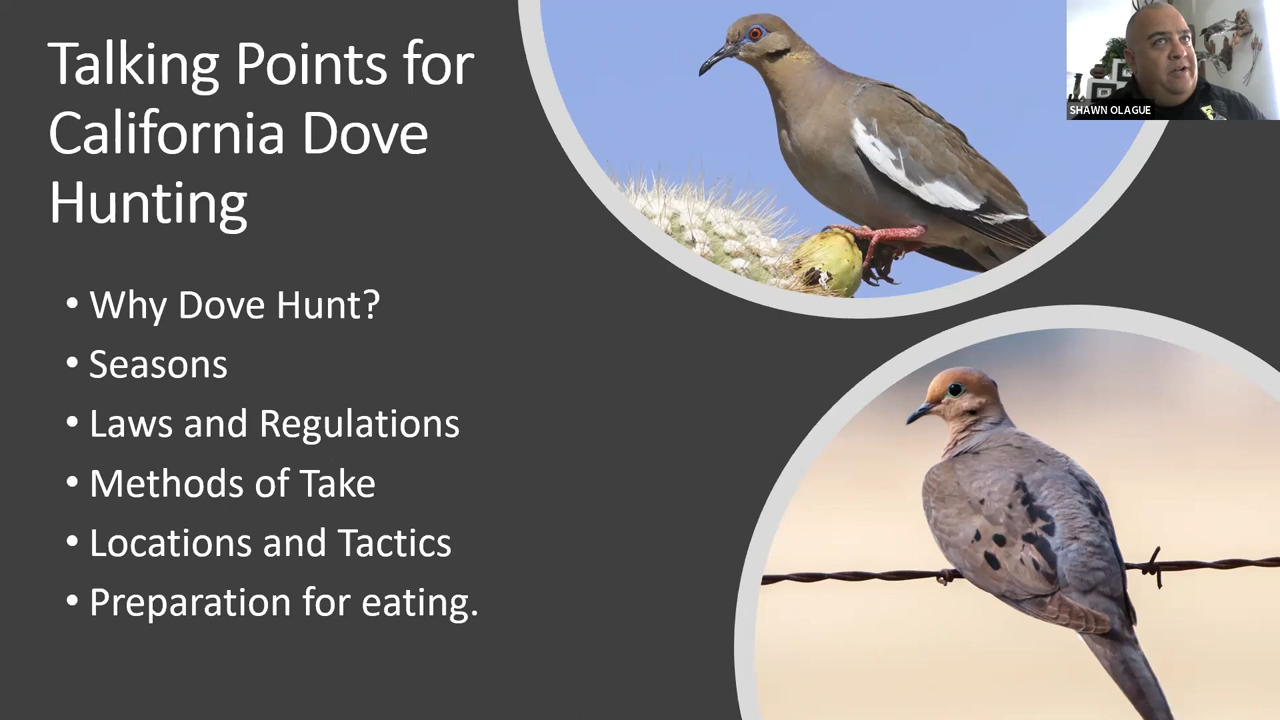 Talking Points for
California Dove
Hunting
• Why Dove Hunt?
• Seasons
• Laws and Regulations
• Methods of Take
• Locations and Tactics
• Preparation for eating.
SHAWN OLAGUE